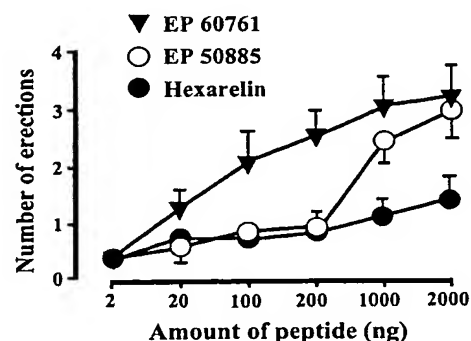 EP 60761
EP 50885
Hexarelin
Number of erections
4
3
2
1
0
2 20 100 200 1000 2000
Amount of peptide (ng)